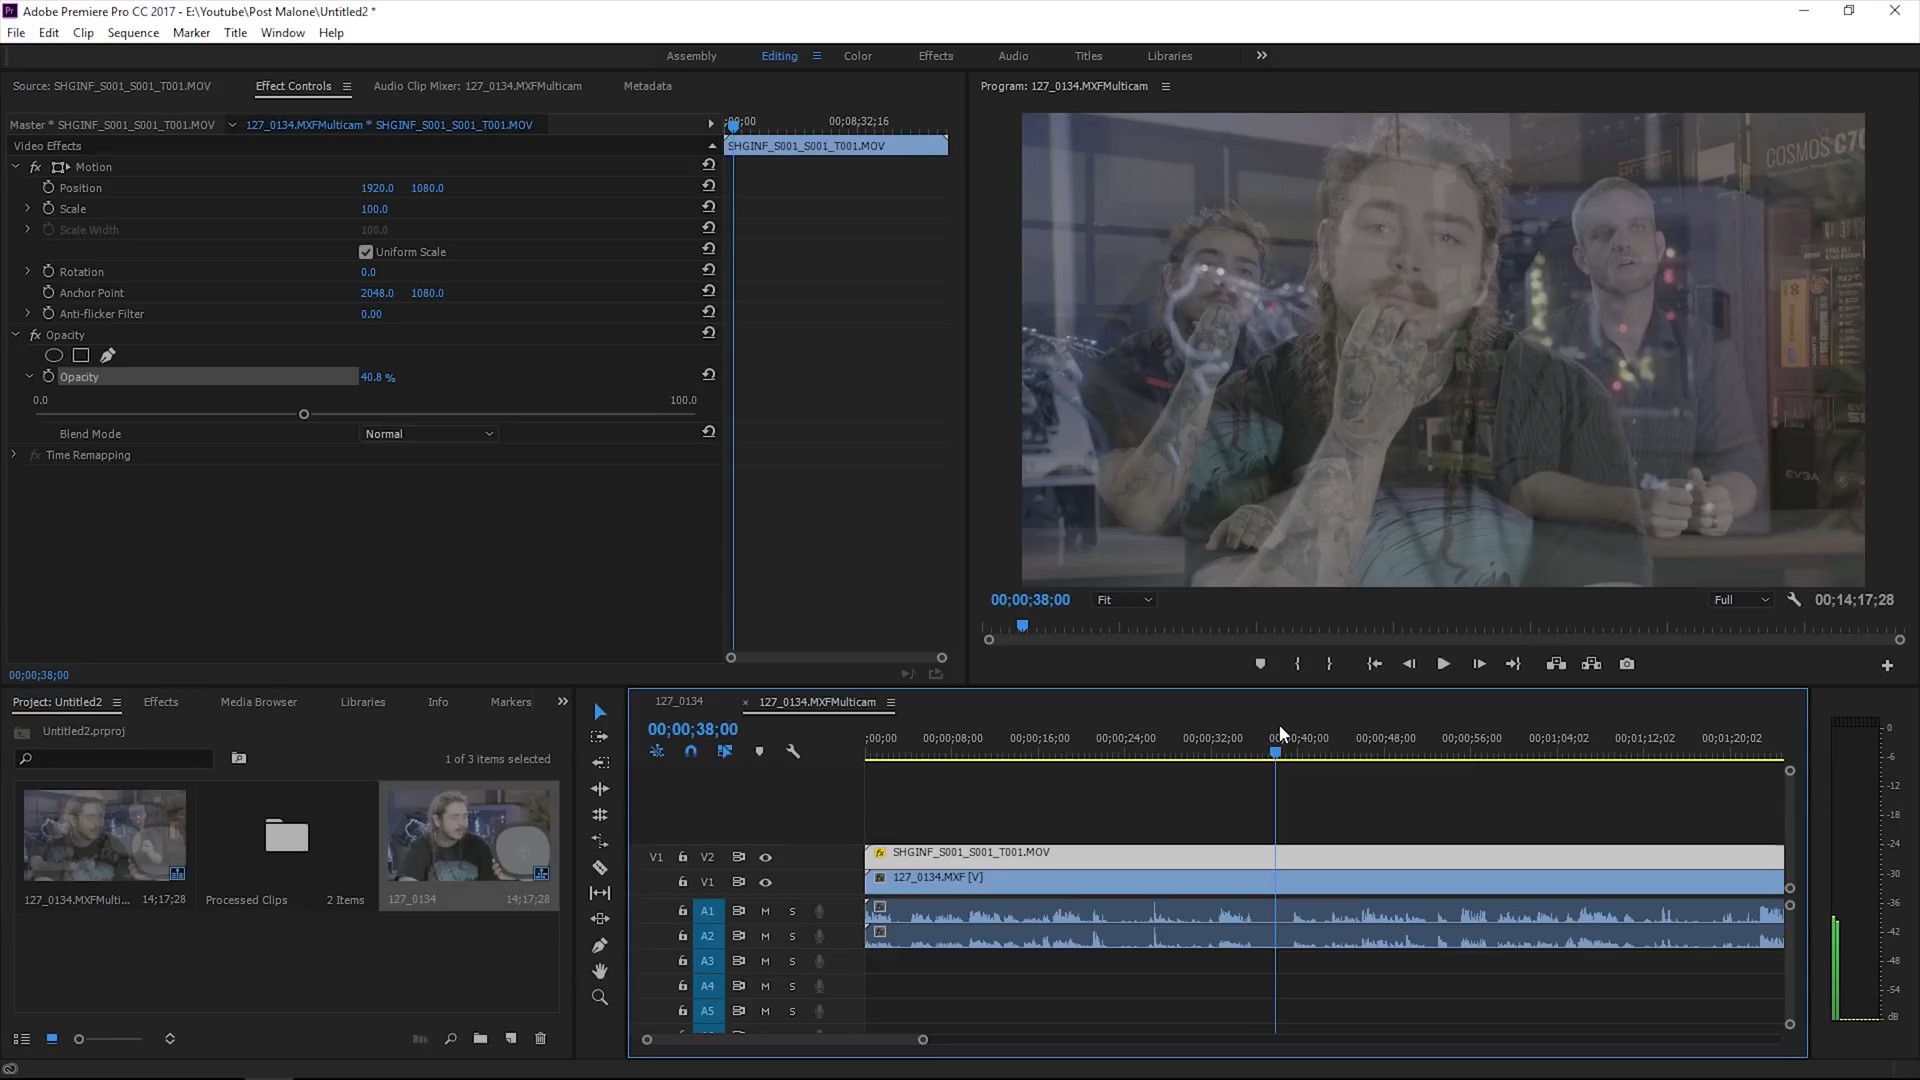 Pr Adobe Premiere Pro CC 2017 - E:\Youtube\Post Malone\Untitled2 *
File Edit Clip Sequence Marker Title Window Help
Assembly Editing Color Effects Audio Titles Libraries
Source: SHGINF_S001_S001_T001.MOV Effect Controls Audio Clip Mixer: 127_0134.MXFMulticam Metadata
Program: 127_0134.MXFMulticam
Master * SHGINF_S001_S001_T001.MOV 127_0134.MXFMulticam * SHGINF_S001_S001_T001.MOV
;00;00 00;08;32;16
Video Effects
SHGINF_S001_S001_T001.MOV
fx Motion
Position 1920.0 1080.0
Scale 100.0
Scale Width 100.0
Uniform Scale
Rotation 0.0
Anchor Point 2048.0 1080.0
Anti-flicker Filter 0.00
fx Opacity
Opacity 40.8 %
0.0 100.0
Blend Mode Normal
fx Time Remapping
00;00;38;00
COSMOS C70
EVGA
00;00;38;00 Fit Full 00;14;17;28
Project: Untitled2 Effects Media Browser Libraries Info Markers
Untitled2.prproj
1 of 3 items selected
127_0134.MXFMulti... 14;17;28
Processed Clips 2 Items
127_0134 14;17;28
127_0134 × 127_0134.MXFMulticam
00;00;38;00
;00;00 00;00;08;00 00;00;16;00 00;00;24;00 00;00;32;00 00;00;40;00 00;00;48;00 00;00;56;00 00;01;04;02 00;01;12;02 00;01;20;02
V1 V2 fx SHGINF_S001_S001_T001.MOV
V1 127_0134.MXF [V]
A1 M S
A2 M S
A3 M S
A4 M S
A5 M S
0
-6
-12
-18
-24
-30
-36
-42
-48
-54
dB